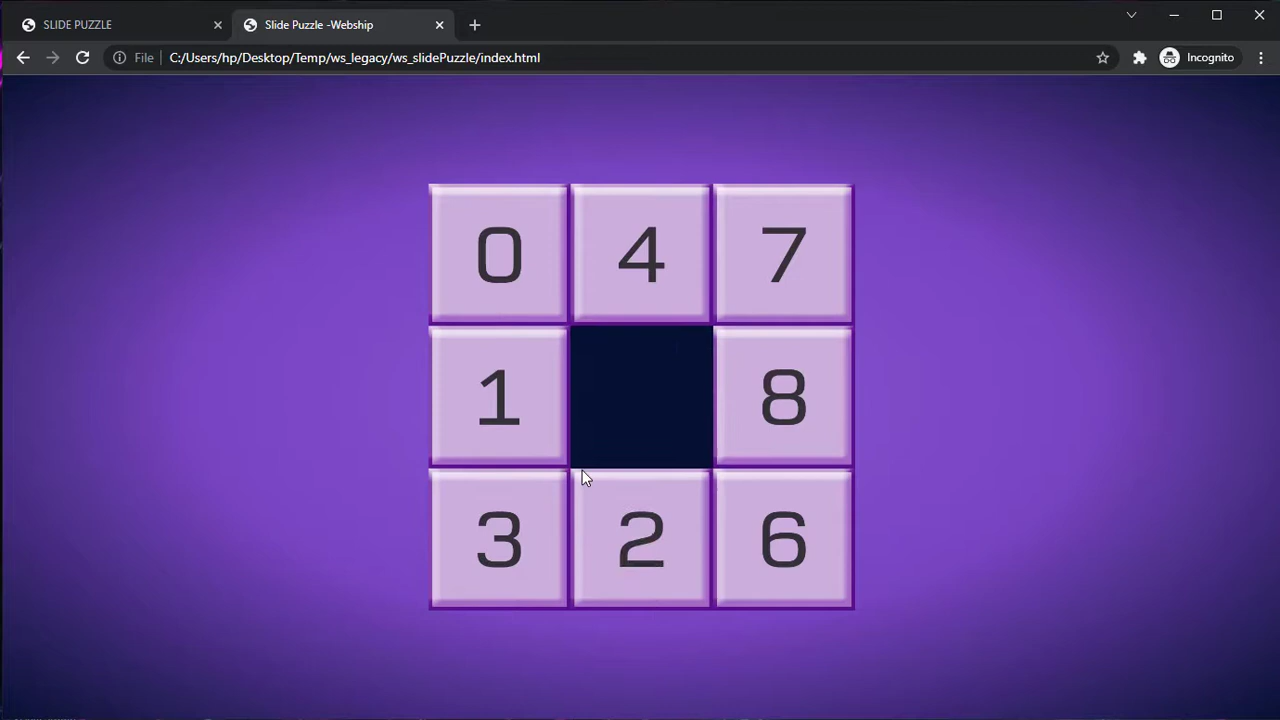 SLIDE PUZZLE
Slide Puzzle -Webship
File
C:/Users/hp/Desktop/Temp/ws_legacy/ws_slidePuzzle/index.html
Incognito
0 4 7
1 8
3 2 6